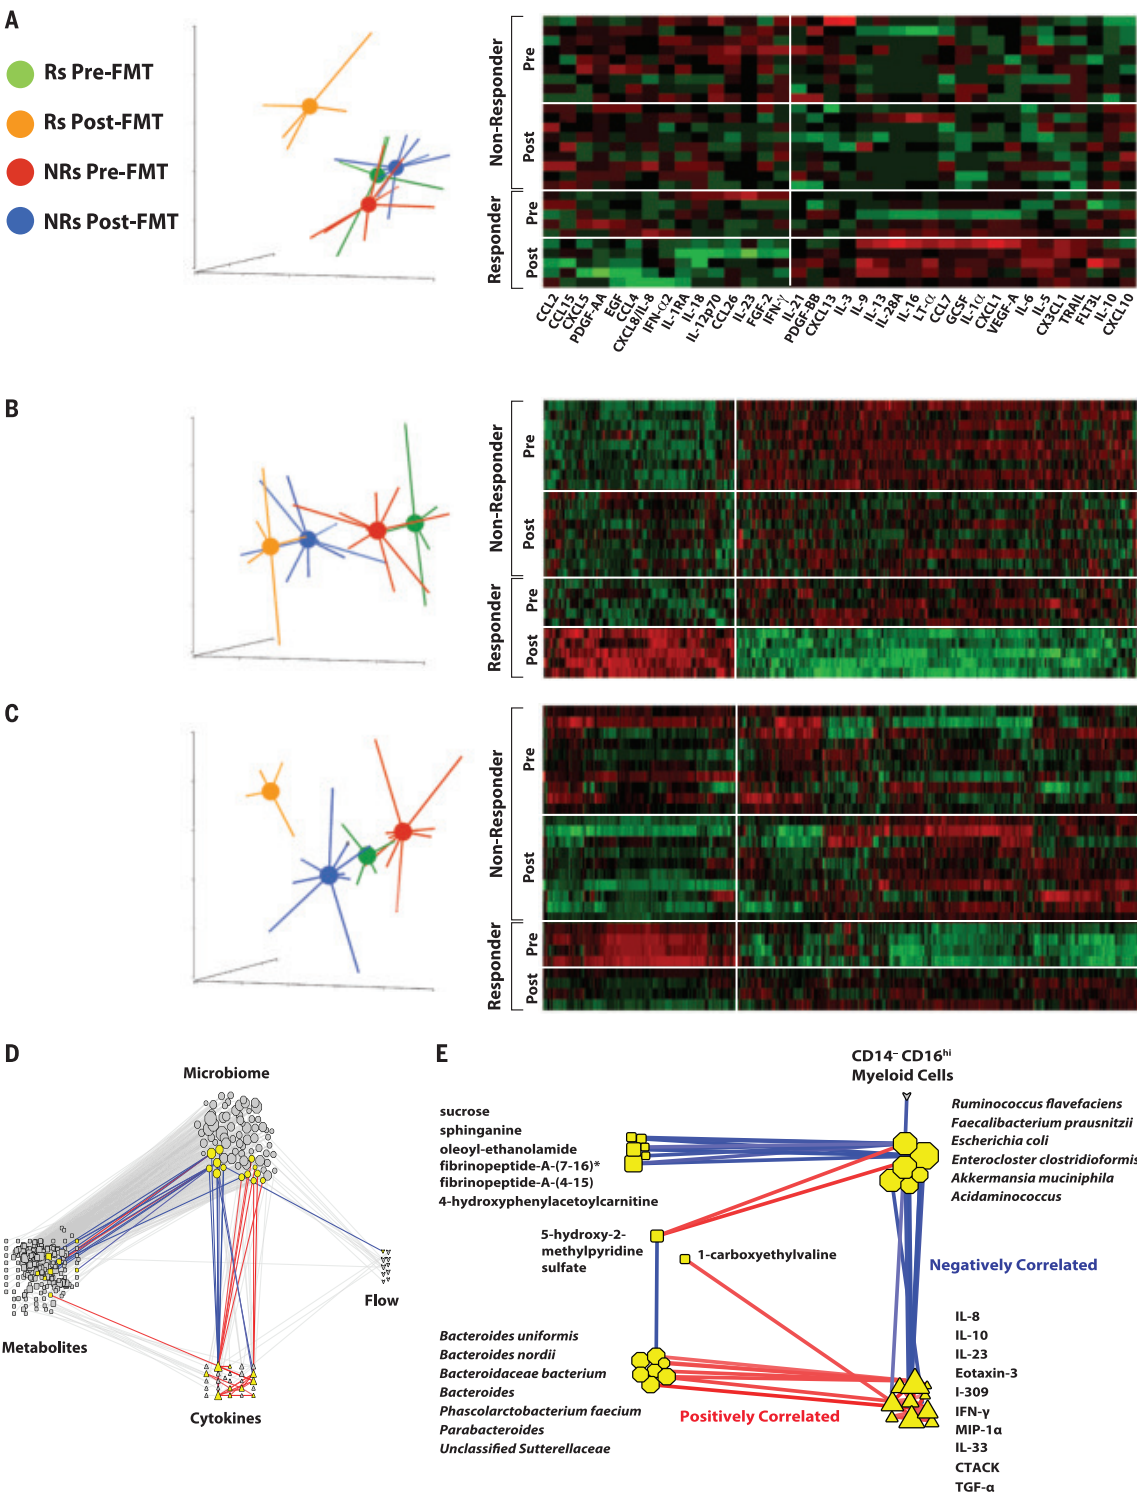 A
Rs Pre-FMT
Rs Post-FMT
NRs Pre-FMT
NRs Post-FMT
Non-Responder
Pre
Post
Responder
Pre
Post
CCL2
CCL15
CXCL5
PDGF-AA
EGF
CCL4
CXCL8/IL-8
IFN-α2
IL-1RA
IL-18
IL-12p70
CCL26
IL-23
FGF-2
IFN-γ
IL-21
PDGF-BB
CXCL13
IL-3
IL-9
IL-13
IL-28A
IL-16
LT-α
CCL7
GCSF
IL-1α
CXCL1
VEGF-A
IL-6
IL-5
CX3CL1
TRAIL
FLT3L
IL-10
CXCL10
B
Non-Responder
Pre
Post
Responder
Pre
Post
C
Non-Responder
Pre
Post
Responder
Pre
Post
D
Microbiome
Metabolites
Flow
Cytokines
E
CD14⁻ CD16ʰⁱ
Myeloid Cells
sucrose
sphinganine
oleoyl-ethanolamide
fibrinopeptide-A-(7-16)*
fibrinopeptide-A-(4-15)
4-hydroxyphenylacetoylcarnitine
Ruminococcus flavefaciens
Faecalibacterium prausnitzii
Escherichia coli
Enterocloster clostridioformis
Akkermansia muciniphila
Acidaminococcus
5-hydroxy-2-
methylpyridine
sulfate
1-carboxyethylvaline
Negatively Correlated
Bacteroides uniformis
Bacteroides nordii
Bacteroidaceae bacterium
Bacteroides
Phascolarctobacterium faecium
Parabacteroides
Unclassified Sutterellaceae
Positively Correlated
IL-8
IL-10
IL-23
Eotaxin-3
I-309
IFN-γ
MIP-1α
IL-33
CTACK
TGF-α